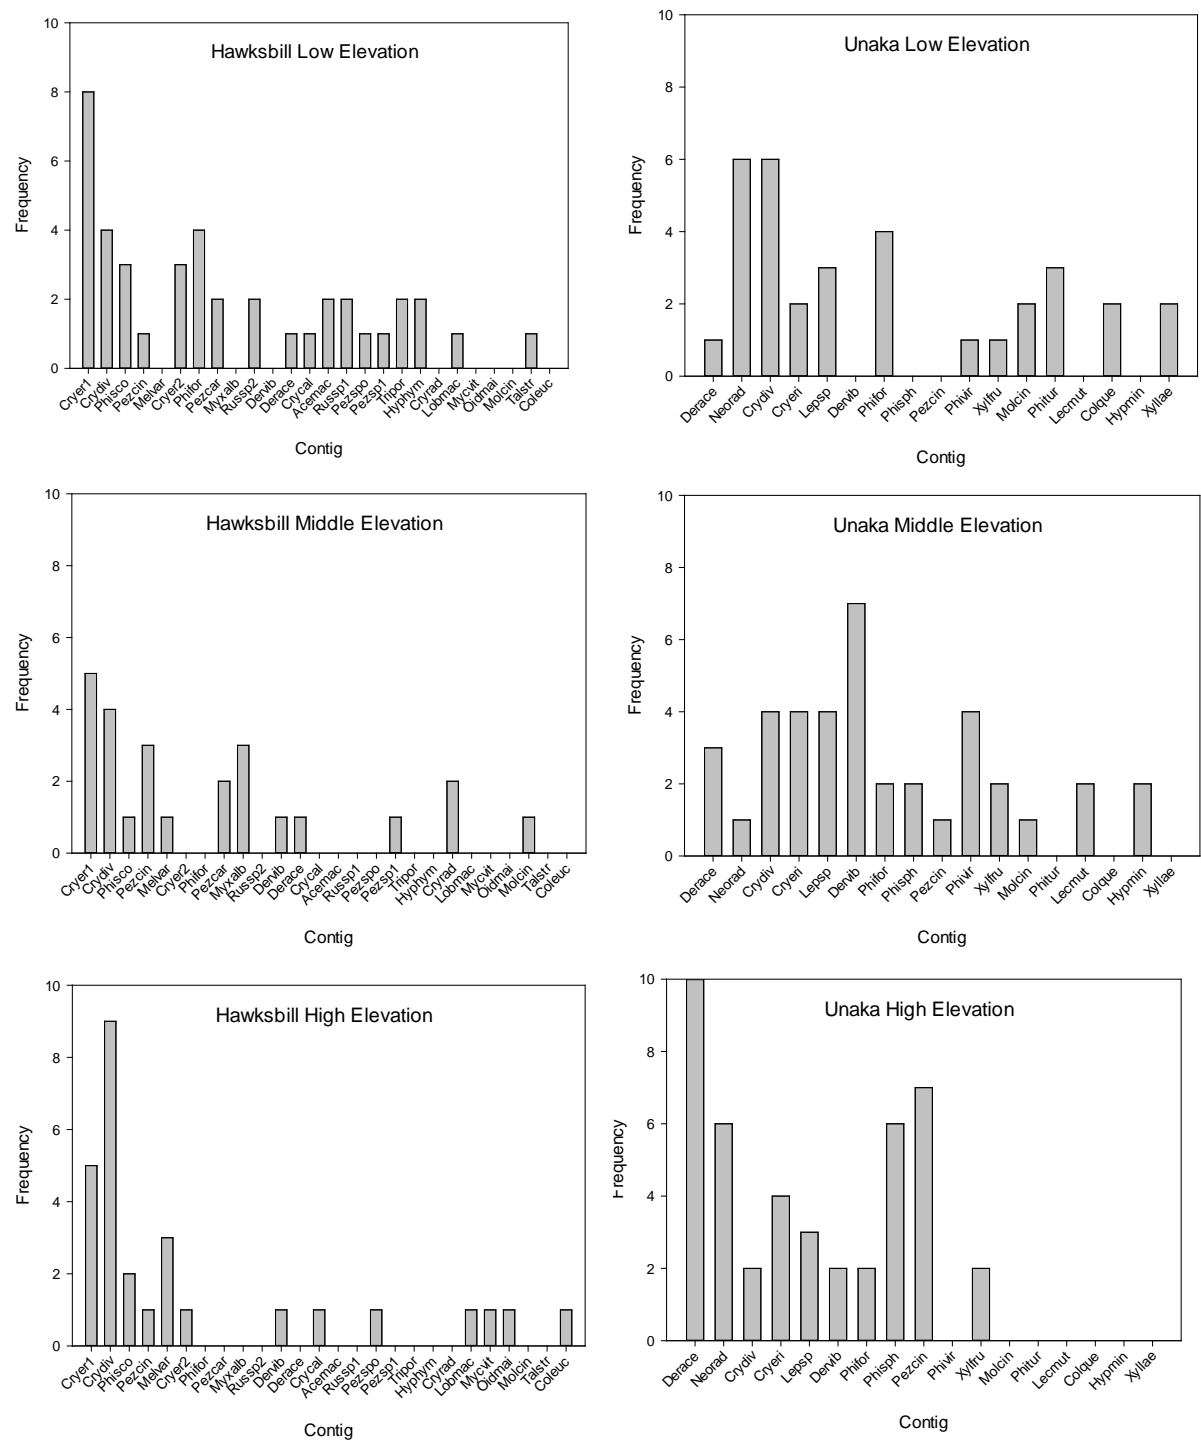 Hawksbill Low Elevation
Frequency
10
8
6
4
2
0
Cryer1 Crydiv Phisco Pezcin Melvar Cryer2 Phifor Pezcar Myxalb Russp2 Dervib Derace Crycal Acemac Russp1 Pezspo Pezsp1 Tripor Hyphym Cryrad Lobmac Mycvit Oidmai Molcin Talstr Coleuc
Contig
Unaka Low Elevation
Frequency
10
8
6
4
2
0
Derace Neorad Crydiv Cryeri Lepsp Dervib Phifor Phisph Pezcin Phivir Xylfru Molcin Phitur Lecmut Colque Hypmin Xyllae
Contig
Hawksbill Middle Elevation
Frequency
10
8
6
4
2
0
Cryer1 Crydiv Phisco Pezcin Melvar Cryer2 Phifor Pezcar Myxalb Russp2 Dervib Derace Crycal Acemac Russp1 Pezspo Pezsp1 Tripor Hyphym Cryrad Lobmac Mycvit Oidmai Molcin Talstr Coleuc
Contig
Unaka Middle Elevation
Frequency
10
8
6
4
2
0
Derace Neorad Crydiv Cryeri Lepsp Dervib Phifor Phisph Pezcin Phivir Xylfru Molcin Phitur Lecmut Colque Hypmin Xyllae
Contig
Hawksbill High Elevation
Frequency
10
8
6
4
2
0
Cryer1 Crydiv Phisco Pezcin Melvar Cryer2 Phifor Pezcar Myxalb Russp2 Dervib Derace Crycal Acemac Russp1 Pezspo Pezsp1 Tripor Hyphym Cryrad Lobmac Mycvit Oidmai Molcin Talstr Coleuc
Contig
Unaka High Elevation
Frequency
10
8
6
4
2
0
Derace Neorad Crydiv Cryeri Lepsp Dervib Phifor Phisph Pezcin Phivir Xylfru Molcin Phitur Lecmut Colque Hypmin Xyllae
Contig